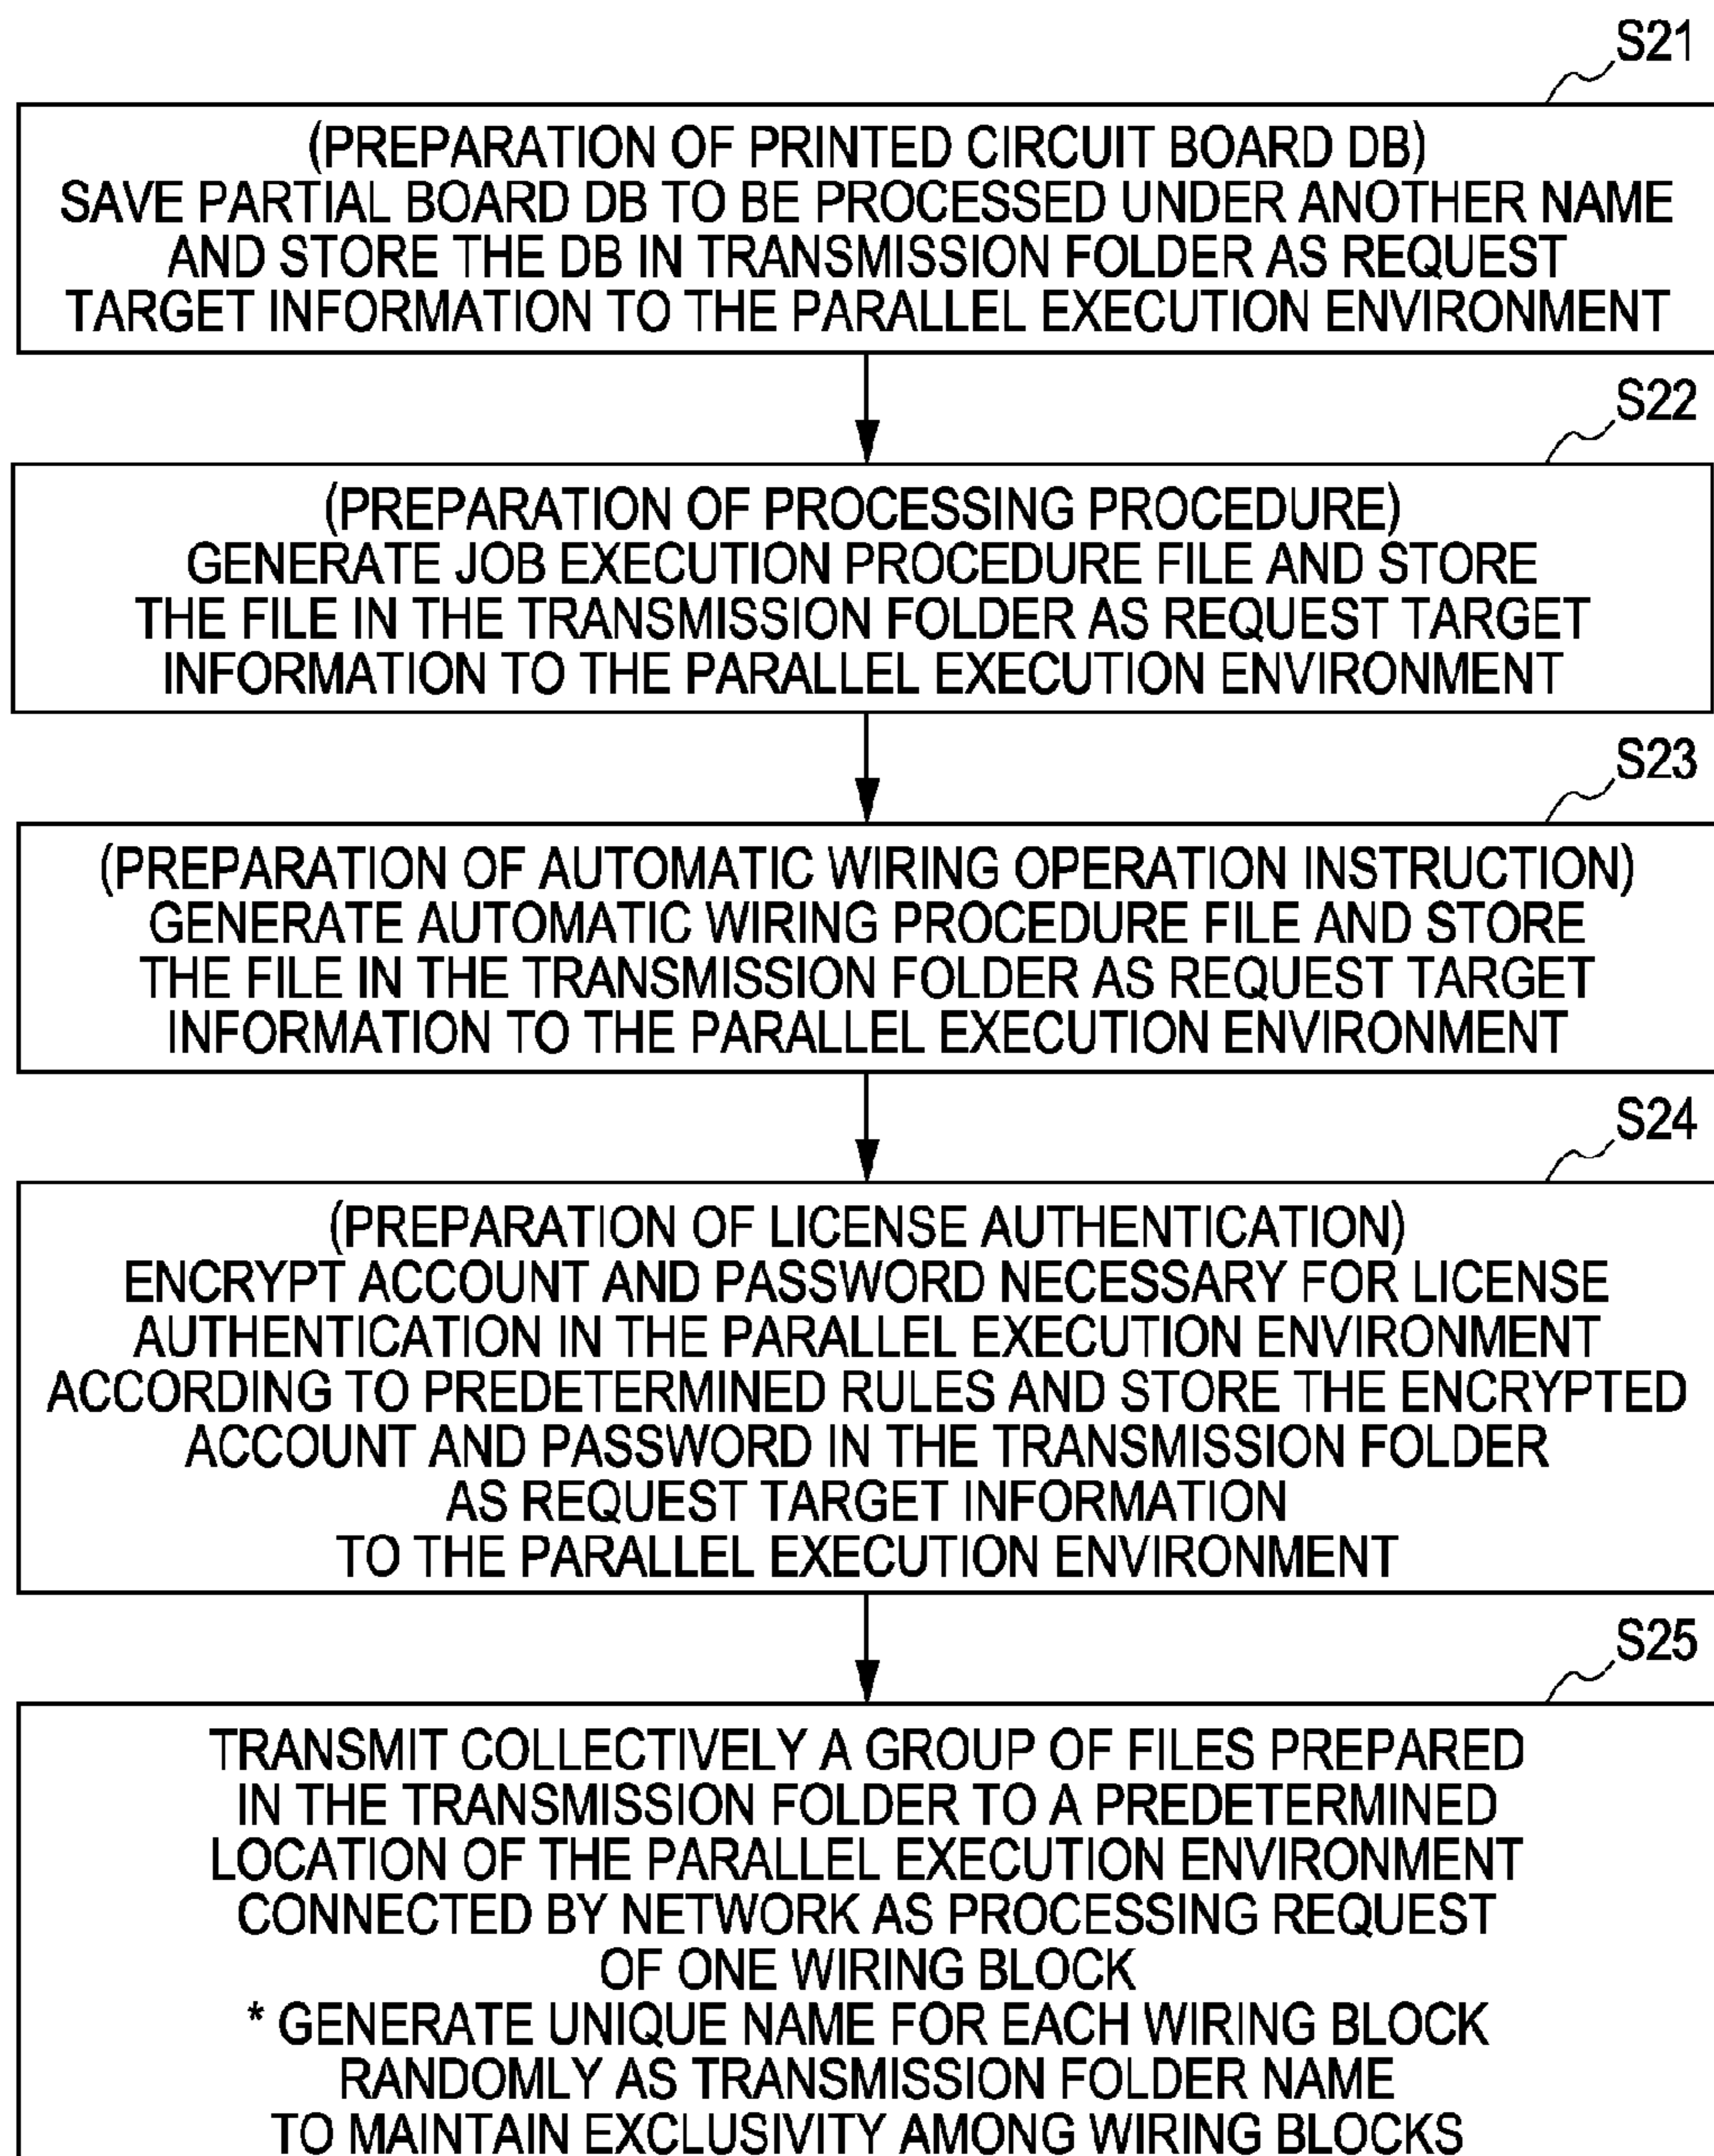 S21
(PREPARATION OF PRINTED CIRCUIT BOARD DB)
SAVE PARTIAL BOARD DB TO BE PROCESSED UNDER ANOTHER NAME
AND STORE THE DB IN TRANSMISSION FOLDER AS REQUEST
TARGET INFORMATION TO THE PARALLEL EXECUTION ENVIRONMENT
S22
(PREPARATION OF PROCESSING PROCEDURE)
GENERATE JOB EXECUTION PROCEDURE FILE AND STORE
THE FILE IN THE TRANSMISSION FOLDER AS REQUEST TARGET
INFORMATION TO THE PARALLEL EXECUTION ENVIRONMENT
S23
(PREPARATION OF AUTOMATIC WIRING OPERATION INSTRUCTION)
GENERATE AUTOMATIC WIRING PROCEDURE FILE AND STORE
THE FILE IN THE TRANSMISSION FOLDER AS REQUEST TARGET
INFORMATION TO THE PARALLEL EXECUTION ENVIRONMENT
S24
(PREPARATION OF LICENSE AUTHENTICATION)
ENCRYPT ACCOUNT AND PASSWORD NECESSARY FOR LICENSE
AUTHENTICATION IN THE PARALLEL EXECUTION ENVIRONMENT
ACCORDING TO PREDETERMINED RULES AND STORE THE ENCRYPTED
ACCOUNT AND PASSWORD IN THE TRANSMISSION FOLDER
AS REQUEST TARGET INFORMATION
TO THE PARALLEL EXECUTION ENVIRONMENT
S25
TRANSMIT COLLECTIVELY A GROUP OF FILES PREPARED
IN THE TRANSMISSION FOLDER TO A PREDETERMINED
LOCATION OF THE PARALLEL EXECUTION ENVIRONMENT
CONNECTED BY NETWORK AS PROCESSING REQUEST
OF ONE WIRING BLOCK
* GENERATE UNIQUE NAME FOR EACH WIRING BLOCK
RANDOMLY AS TRANSMISSION FOLDER NAME
TO MAINTAIN EXCLUSIVITY AMONG WIRING BLOCKS